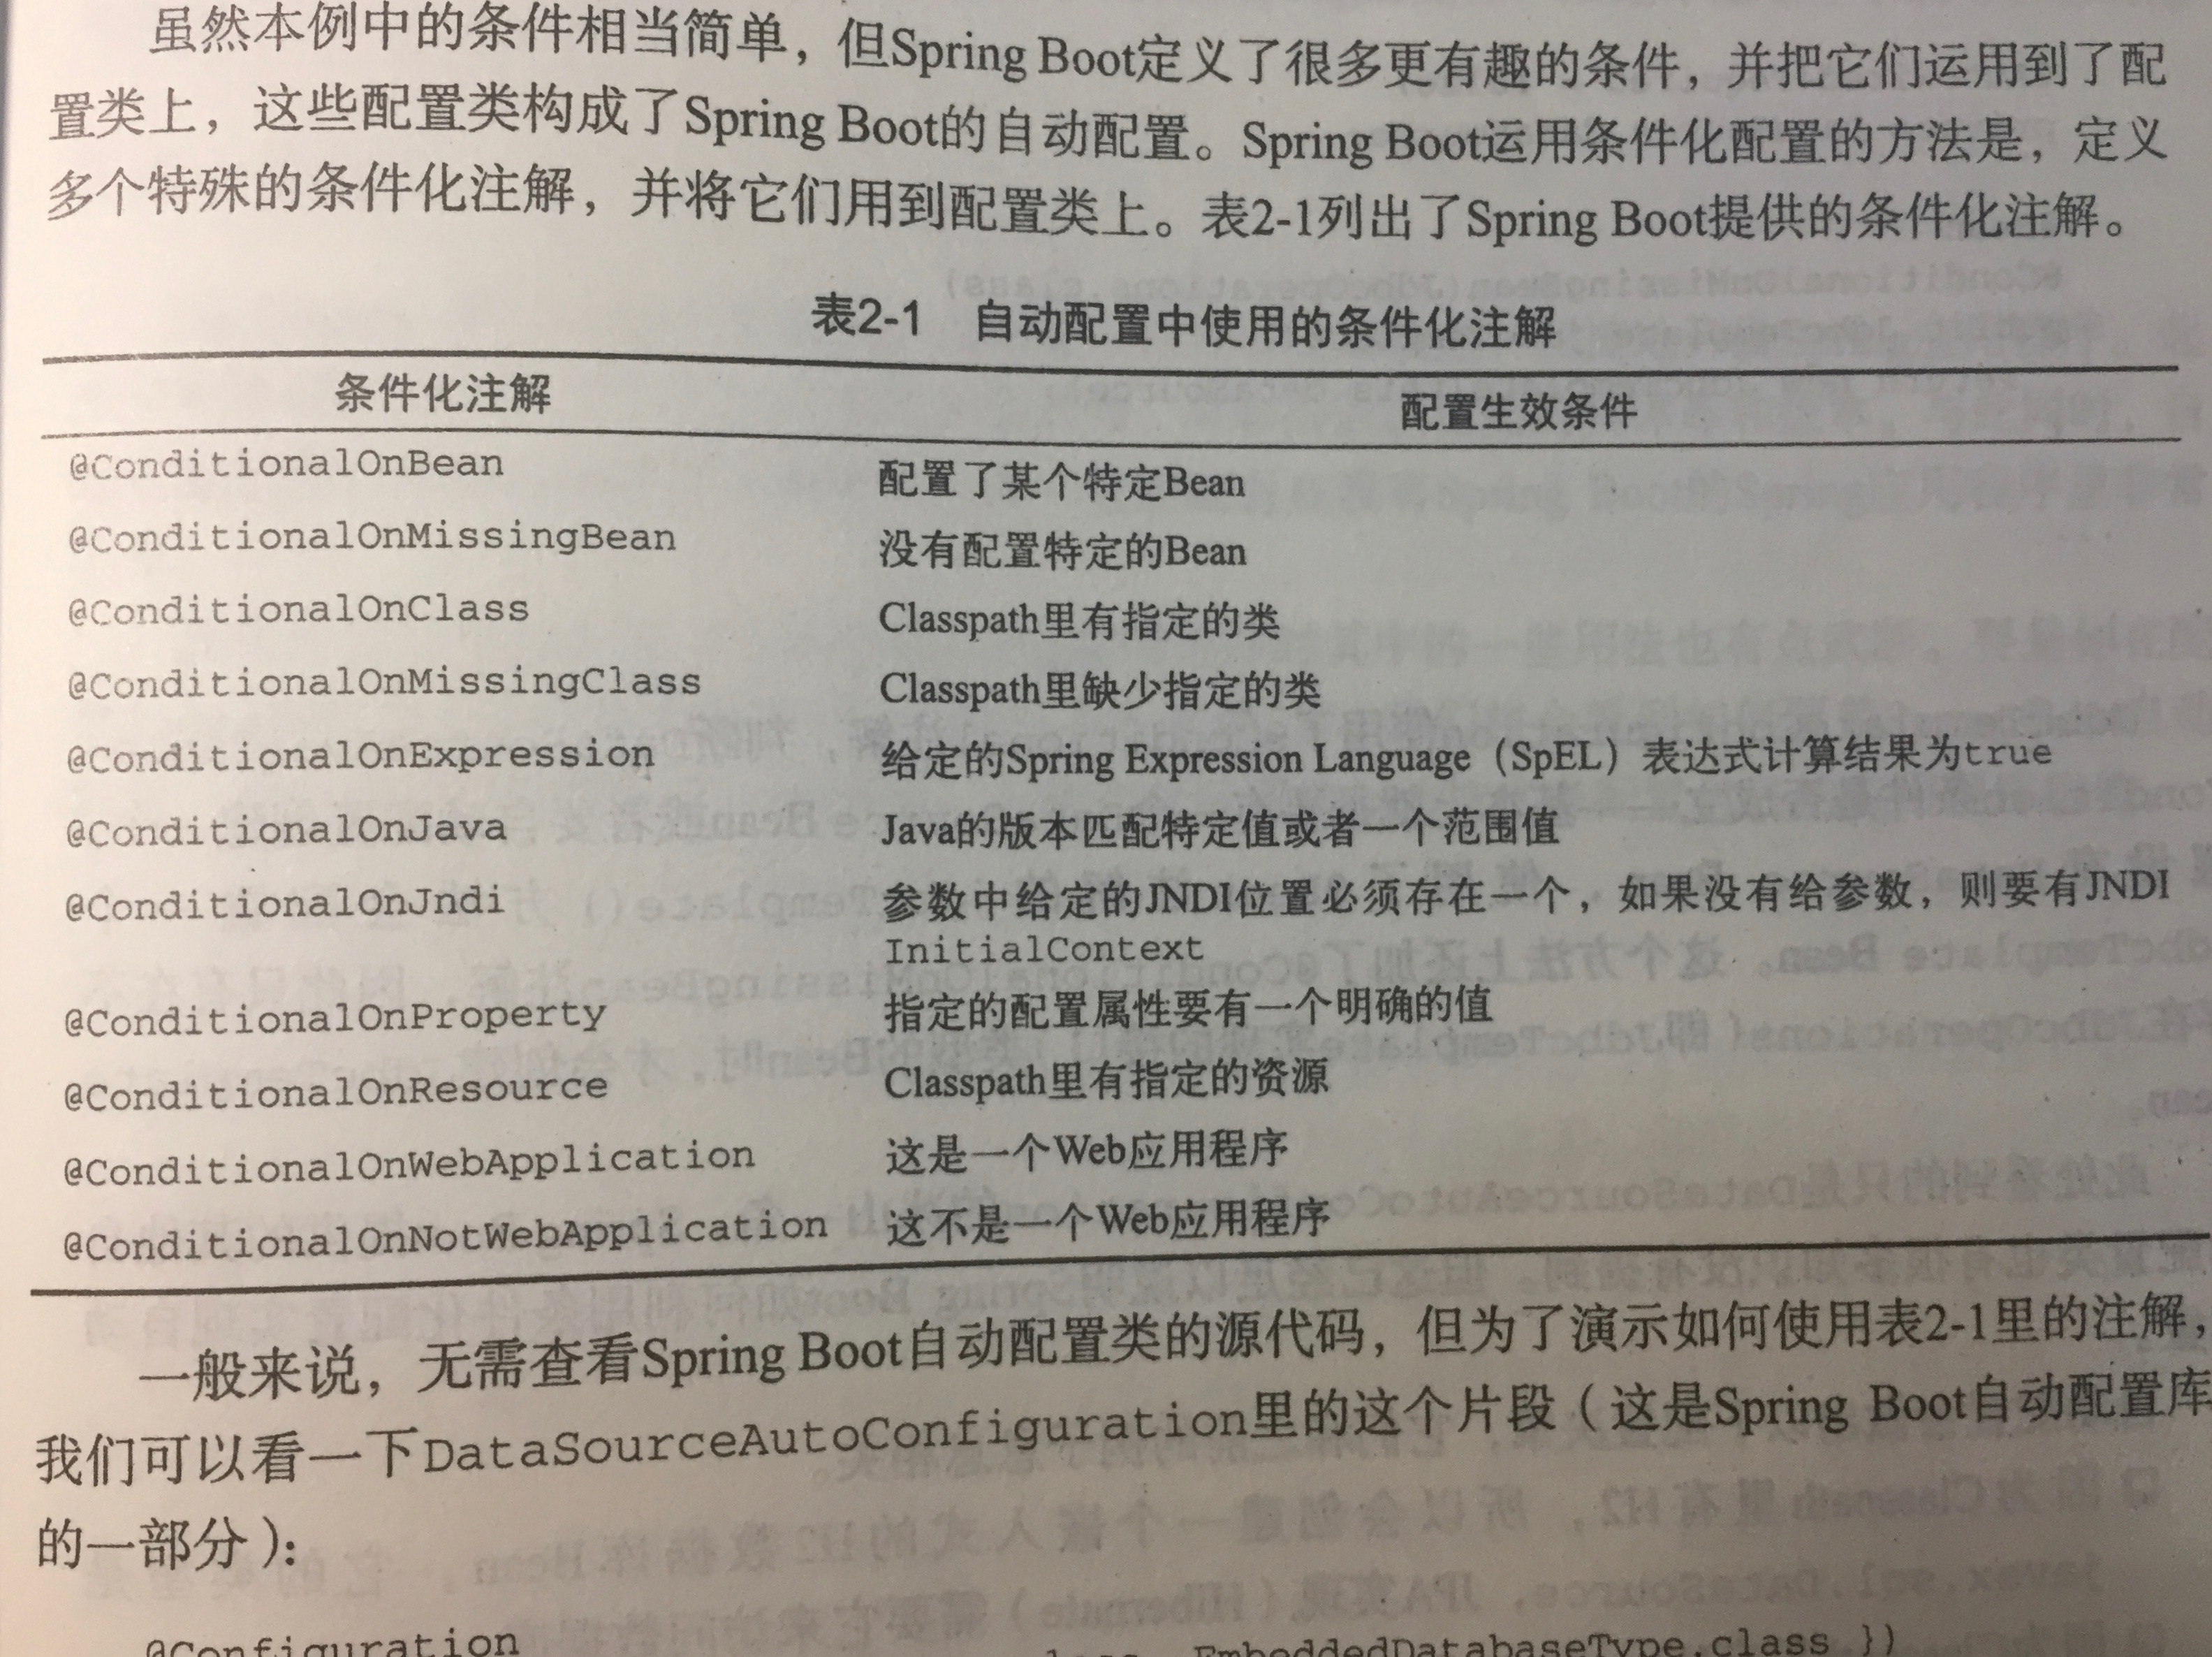 虽然本例中的条件相当简单，但Spring Boot定义了很多更有趣的条件，并把它们运用到了配
置类上，这些配置类构成了Spring Boot的自动配置。Spring Boot运用条件化配置的方法是，定义
多个特殊的条件化注解，并将它们用到配置类上。表2-1列出了Spring Boot提供的条件化注解。
表2-1 自动配置中使用的条件化注解
条件化注解 配置生效条件
@ConditionalOnBean 配置了某个特定Bean
@ConditionalOnMissingBean 没有配置特定的Bean
@ConditionalOnClass Classpath里有指定的类
@ConditionalOnMissingClass Classpath里缺少指定的类
@ConditionalOnExpression 给定的Spring Expression Language（SpEL）表达式计算结果为true
@ConditionalOnJava Java的版本匹配特定值或者一个范围值
@ConditionalOnJndi 参数中给定的JNDI位置必须存在一个，如果没有给参数，则要有JNDI
InitialContext
@ConditionalOnProperty 指定的配置属性要有一个明确的值
@ConditionalOnResource Classpath里有指定的资源
@ConditionalOnWebApplication 这是一个Web应用程序
@ConditionalOnNotWebApplication 这不是一个Web应用程序
一般来说，无需查看Spring Boot自动配置类的源代码，但为了演示如何使用表2-1里的注解，
我们可以看一下DataSourceAutoConfiguration里的这个片段（这是Spring Boot自动配置库
的一部分）：
@Configuration
EmbeddedDatabaseType.class })